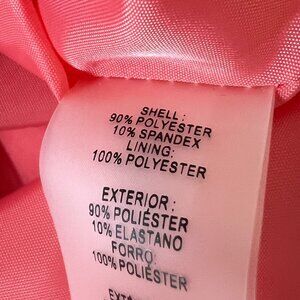 SHELL:
90% POLYESTER
10% SPANDEX
LINING:
100% POLYESTER
EXTERIOR:
90% POLIÉSTER
10% ELASTANO
FORRO:
100% POLIÉSTER